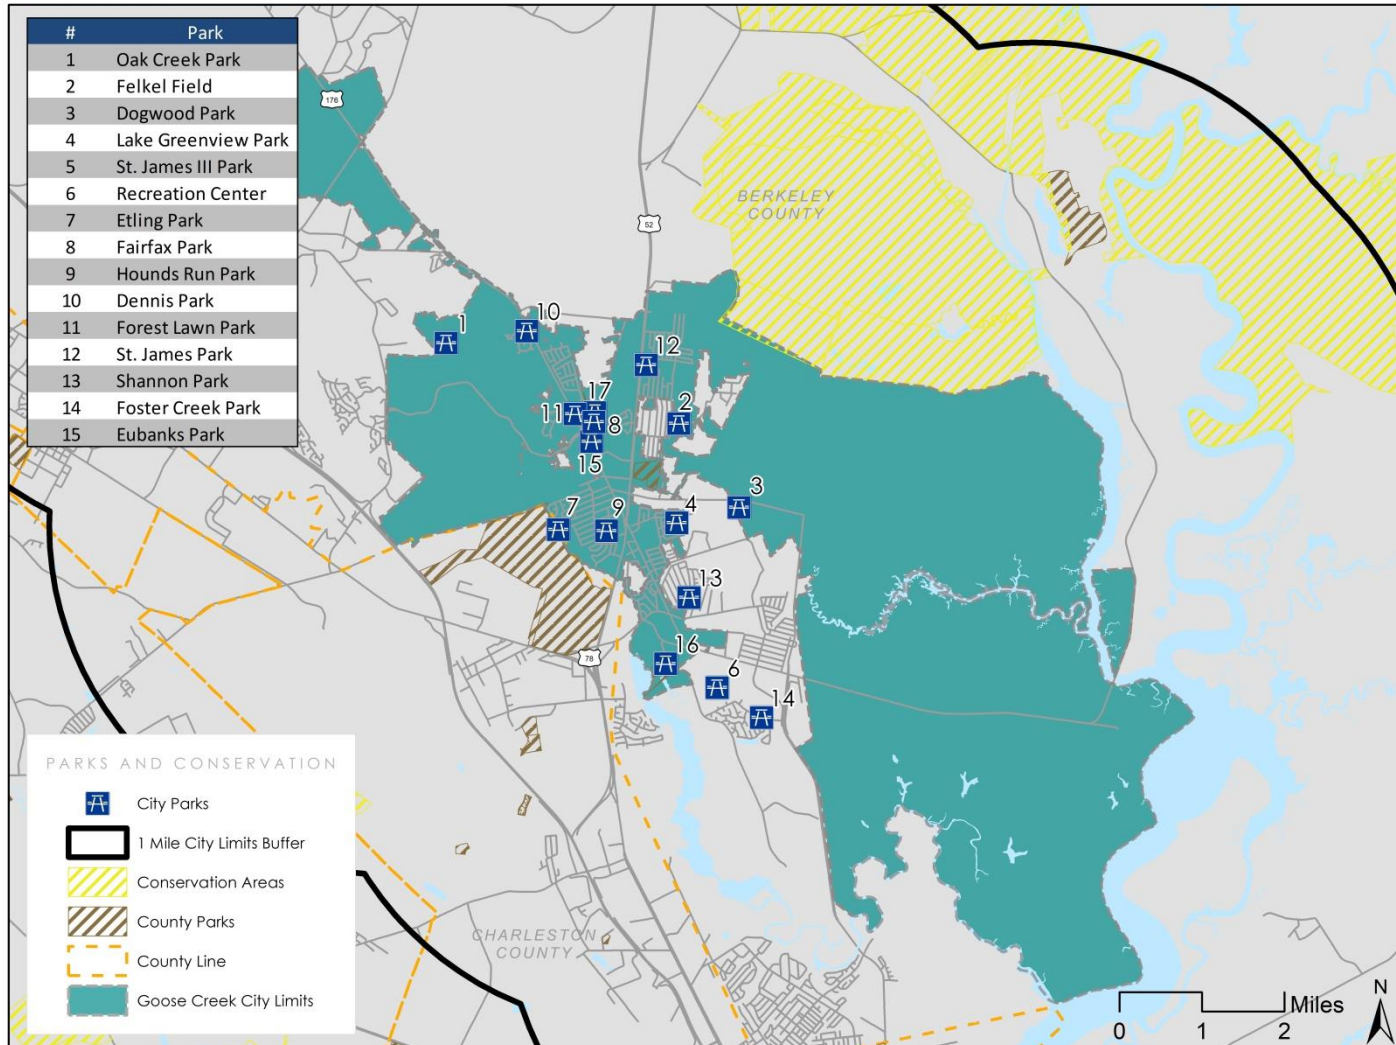 # Park
1 Oak Creek Park
2 Felkel Field
3 Dogwood Park
4 Lake Greenview Park
5 St. James III Park
6 Recreation Center
7 Etling Park
8 Fairfax Park
9 Hounds Run Park
10 Dennis Park
11 Forest Lawn Park
12 St. James Park
13 Shannon Park
14 Foster Creek Park
15 Eubanks Park
176
BERKELEY
COUNTY
52
1
10
12
17
11
8
2
15
3
7
9
4
13
78
16
6
14
CHARLESTON
COUNTY
PARKS AND CONSERVATION
City Parks
1 Mile City Limits Buffer
Conservation Areas
County Parks
County Line
Goose Creek City Limits
Miles
0 1 2
N